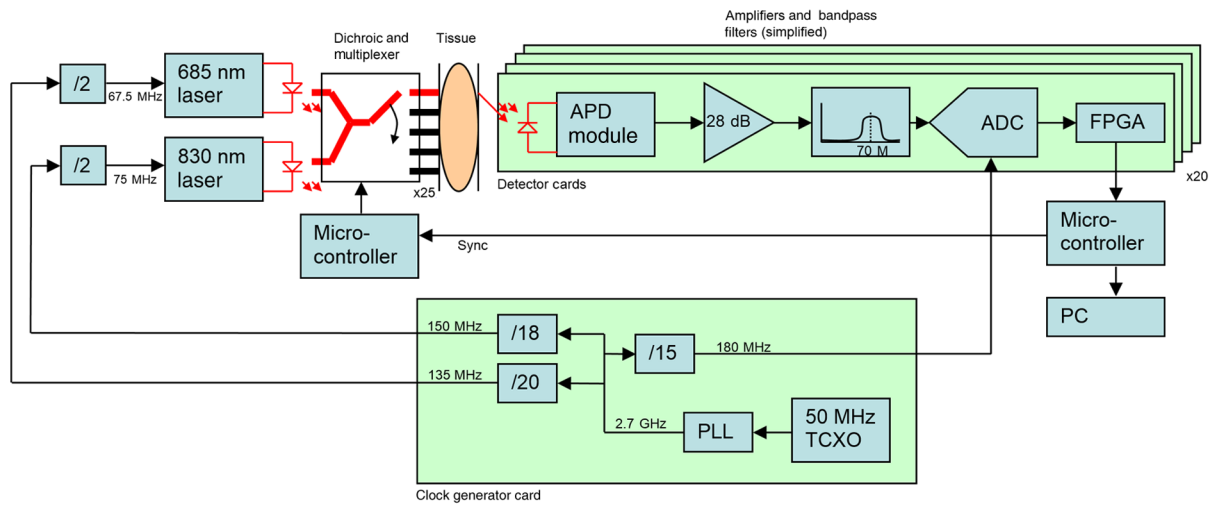 Amplifiers and bandpass
filters (simplified)
Dichroic and
multiplexer
Tissue
/2
67.5 MHz
685 nm
laser
/2
75 MHz
830 nm
laser
x25
APD
module
28 dB
70 M
ADC
FPGA
Detector cards
x20
Micro-
controller
Sync
Micro-
controller
PC
150 MHz
/18
/15
180 MHz
135 MHz
/20
2.7 GHz
PLL
50 MHz
TCXO
Clock generator card